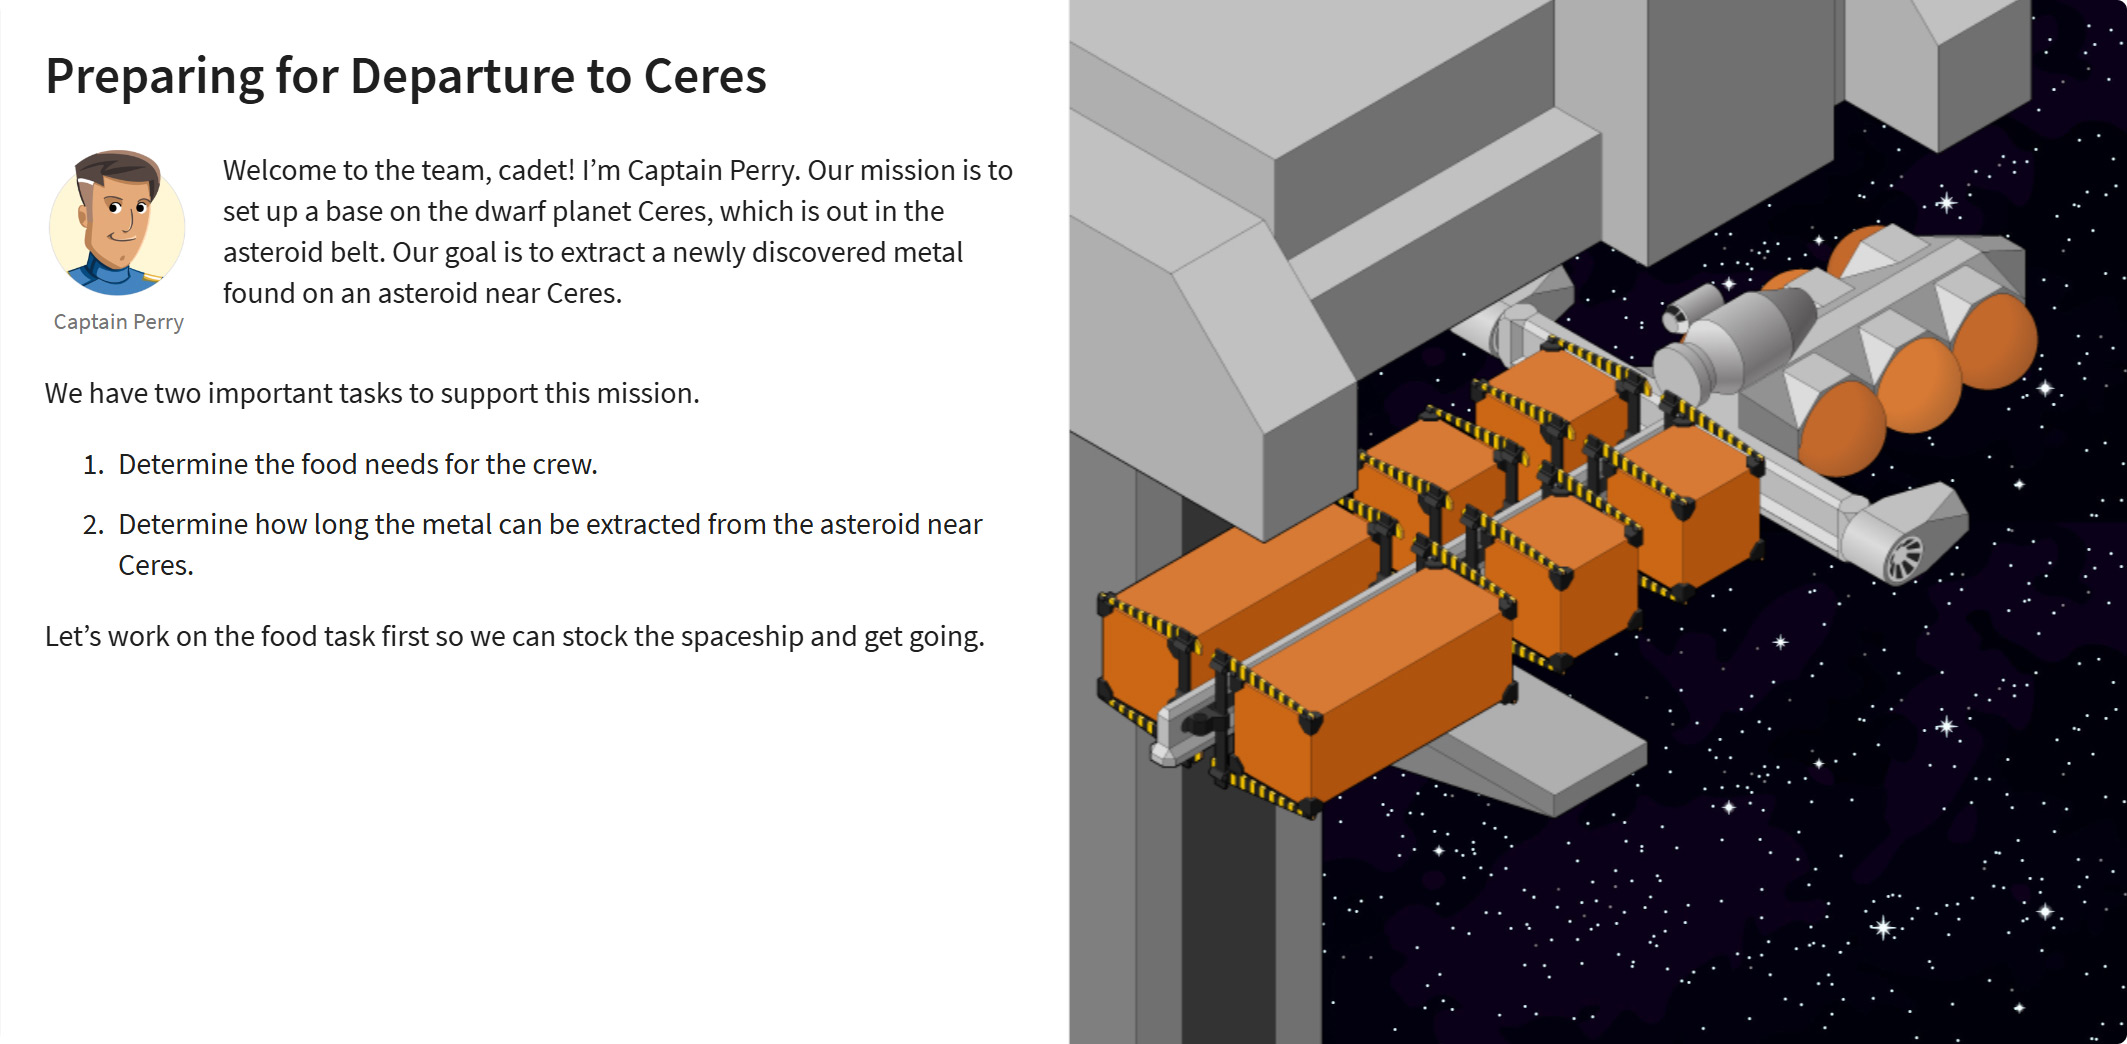 Preparing for Departure to Ceres
Welcome to the team, cadet! I’m Captain Perry. Our mission is to
set up a base on the dwarf planet Ceres, which is out in the
asteroid belt. Our goal is to extract a newly discovered metal
found on an asteroid near Ceres.
Captain Perry
We have two important tasks to support this mission.
1. Determine the food needs for the crew.
2. Determine how long the metal can be extracted from the asteroid near
Ceres.
Let’s work on the food task first so we can stock the spaceship and get going.